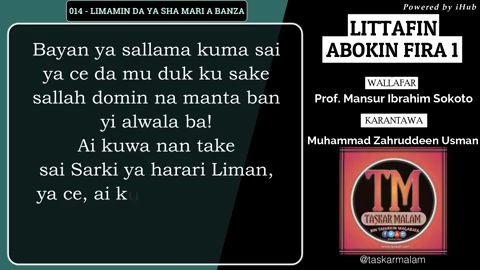 014 - LIMAMIN DA YA SHA MARI A BANZA
Powered by iHub
Bayan ya sallama kuma sai
ya ce da mu duk ku sake
sallah domin na manta ban
yi alwala ba!
Ai kuwa nan take
sai Sarki ya harari Liman,
ya ce, ai k
LITTAFIN
ABOKIN FIRA 1
WALLAFAR
Prof. Mansur Ibrahim Sokoto
KARANTAWA
Muhammad Zahruddeen Usman
TM
TASKAR MALAM
@taskarmalam